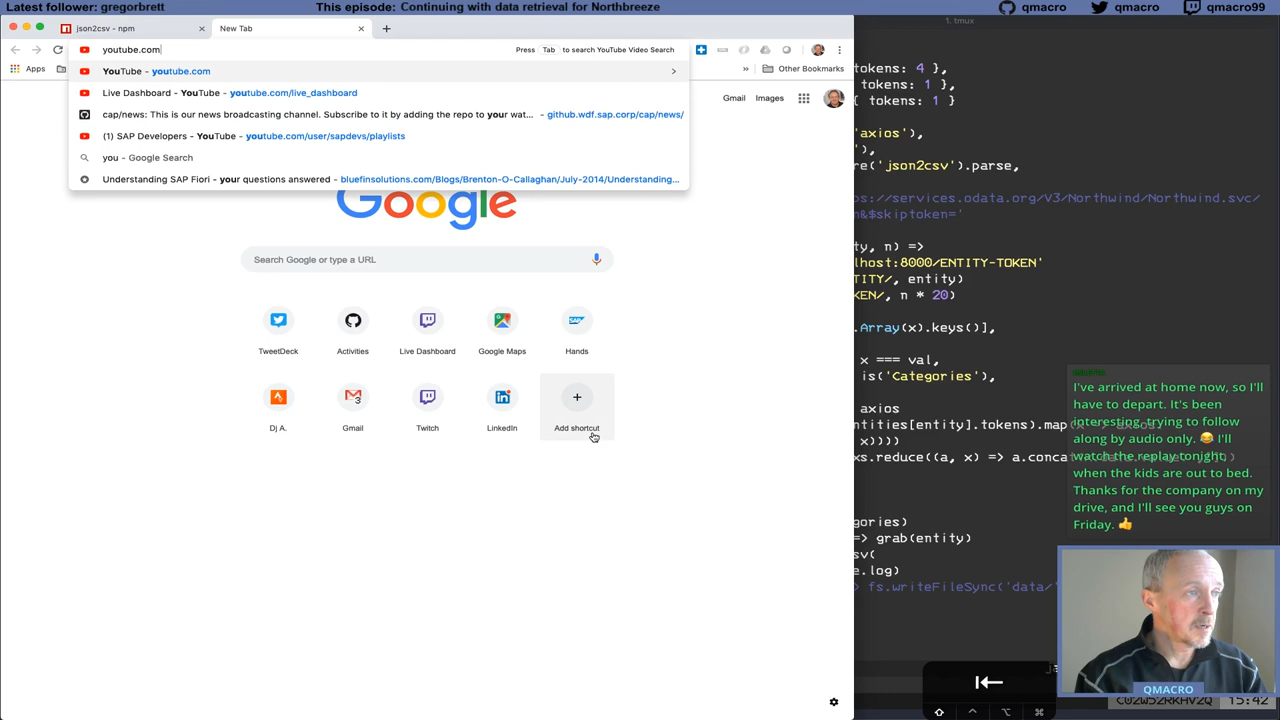 Latest follower: gregorbrett
This episode: Continuing with data retrieval for Northbreeze
qmacro
qmacro
qmacro99
json2csv - npm
New Tab
1. tmux
youtube.com
Press Tab to search YouTube Video Search
Apps
Other Bookmarks
YouTube - youtube.com
Live Dashboard - YouTube - youtube.com/live_dashboard
cap/news: This is our news broadcasting channel. Subscribe to it by adding the repo to your wat... - github.wdf.sap.corp/cap/news/
(1) SAP Developers - YouTube - youtube.com/user/sapdevs/playlists
you - Google Search
Understanding SAP Fiori - your questions answered - bluefinsolutions.com/Blogs/Brenton-O-Callaghan/July-2014/Understanding...
Gmail
Images
Google
Search Google or type a URL
TweetDeck
Activities
Live Dashboard
Google Maps
Hands
Dj A.
3
Gmail
Twitch
LinkedIn
Add shortcut
okens: 4 },
tokens: 1 }
{ tokens: 1 }
axios'),
'),
re('json2csv').parse,
ps://services.odata.org/V3/Northwind/Northwind.svc/
n&$skiptoken='
ty, n) =>
lhost:8000/ENTITY-TOKEN'
TITY/, entity)
KEN/, n * 20)
.Array(x).keys()],
x === val,
is('Categories'),
axios
entities[entity].tokens).map(x
x))))
xs.reduce((a, x) => a.concat
gories)
=> grab(entity)
sv(
e.log)
> fs.writeFileSync('data/'
I've arrived at home now, so I'll
have to depart. It's been
interesting, trying to follow
along by audio only. 😂 I'll
watch the replay tonight,
when the kids are out to bed.
Thanks for the company on my
drive, and I'll see you guys on
Friday. 👍
QMACRO
C02W52RKHV2Q
15:42